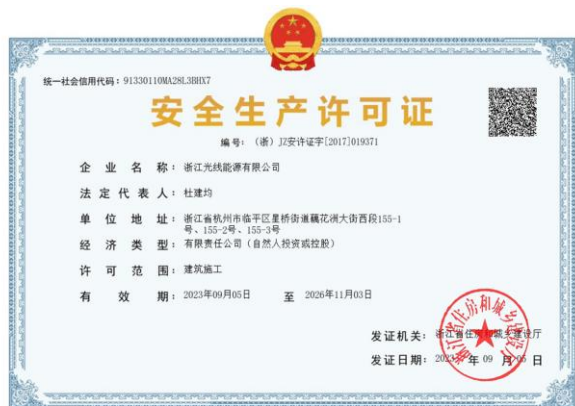 统一社会信用代码：91330110MA28L3BHX7
安全生产许可证
编号：（浙）JZ安许证字[2017]019371
企业名称：浙江光线能源有限公司
法定代表人：杜建均
单位地址：浙江省杭州市临平区星桥街道藕花洲大街西段155-1
号、155-2号、155-3号
经济类型：有限责任公司（自然人投资或控股）
许可范围：建筑施工
有效期：2023年09月05日 至 2026年11月03日
发证机关：浙江省住房和城乡建设厅
发证日期：2023年09月05日